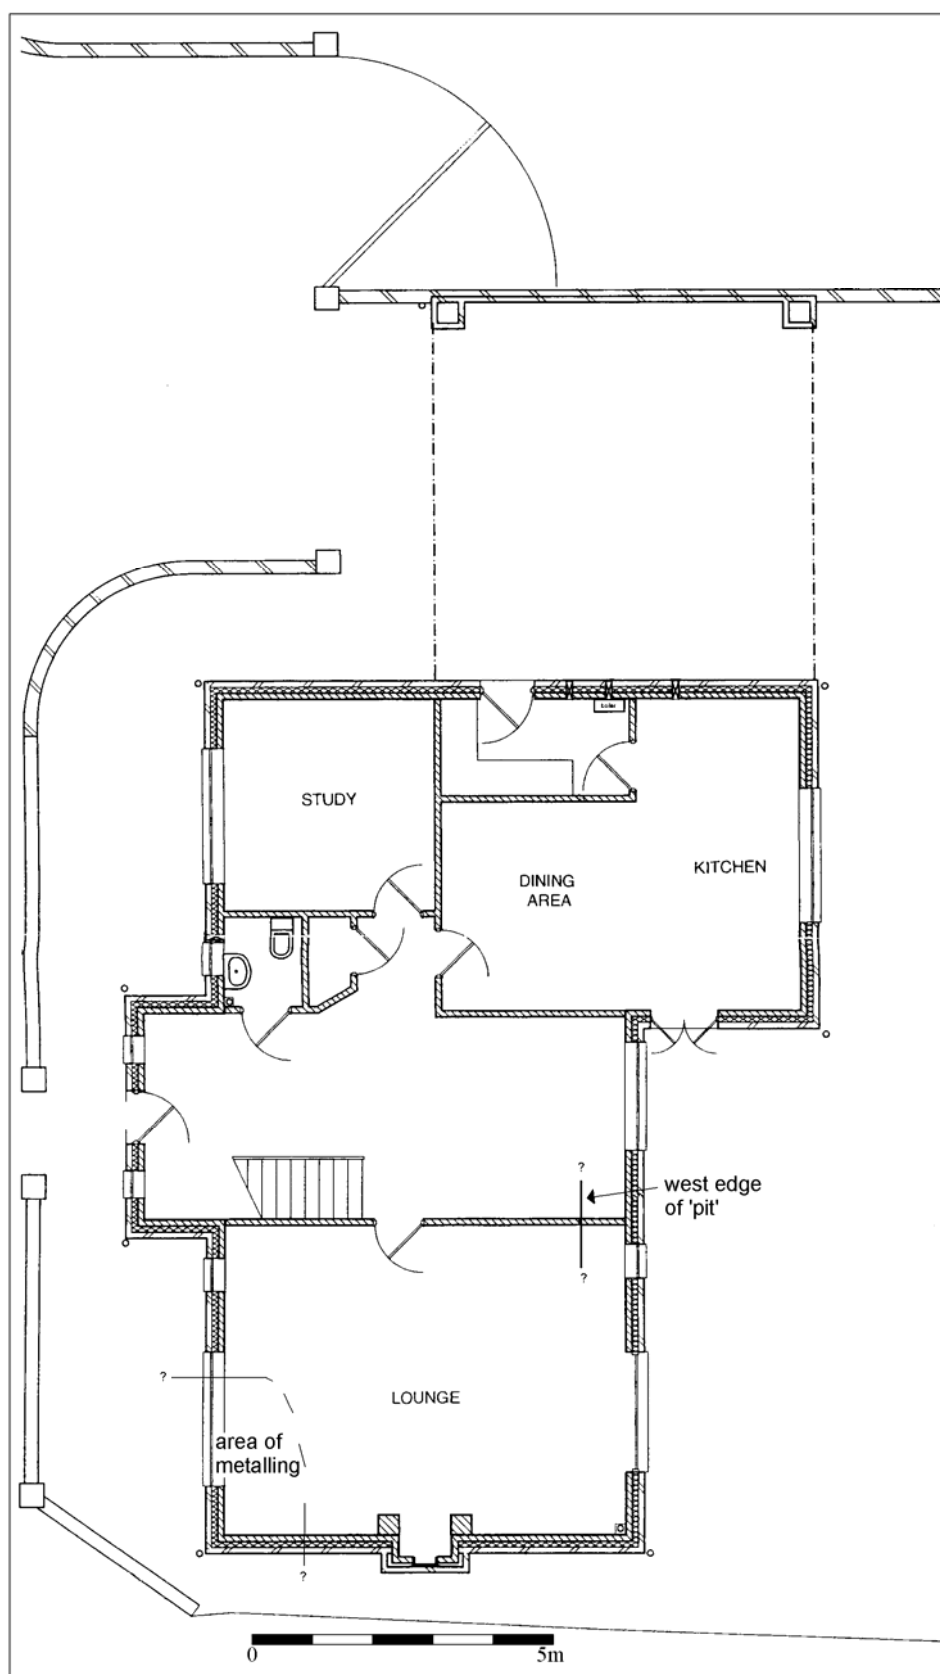 boiler
STUDY
KITCHEN
DINING
AREA
?
west edge
of 'pit'
?
?
LOUNGE
area of
metalling
?
0
5m